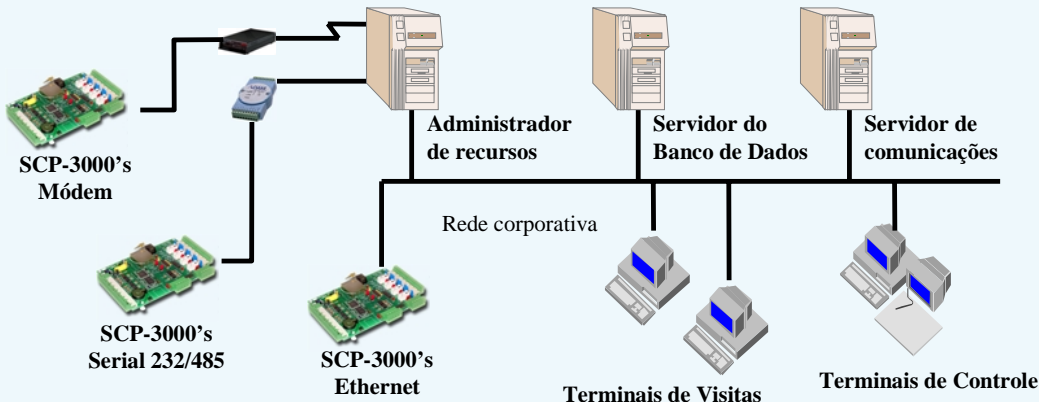 Administrador
de recursos
Servidor do
Banco de Dados
Servidor de
comunicações
SCP-3000's
Módem
Rede corporativa
SCP-3000's
Serial 232/485
SCP-3000's
Ethernet
Terminais de Visitas
Terminais de Controle